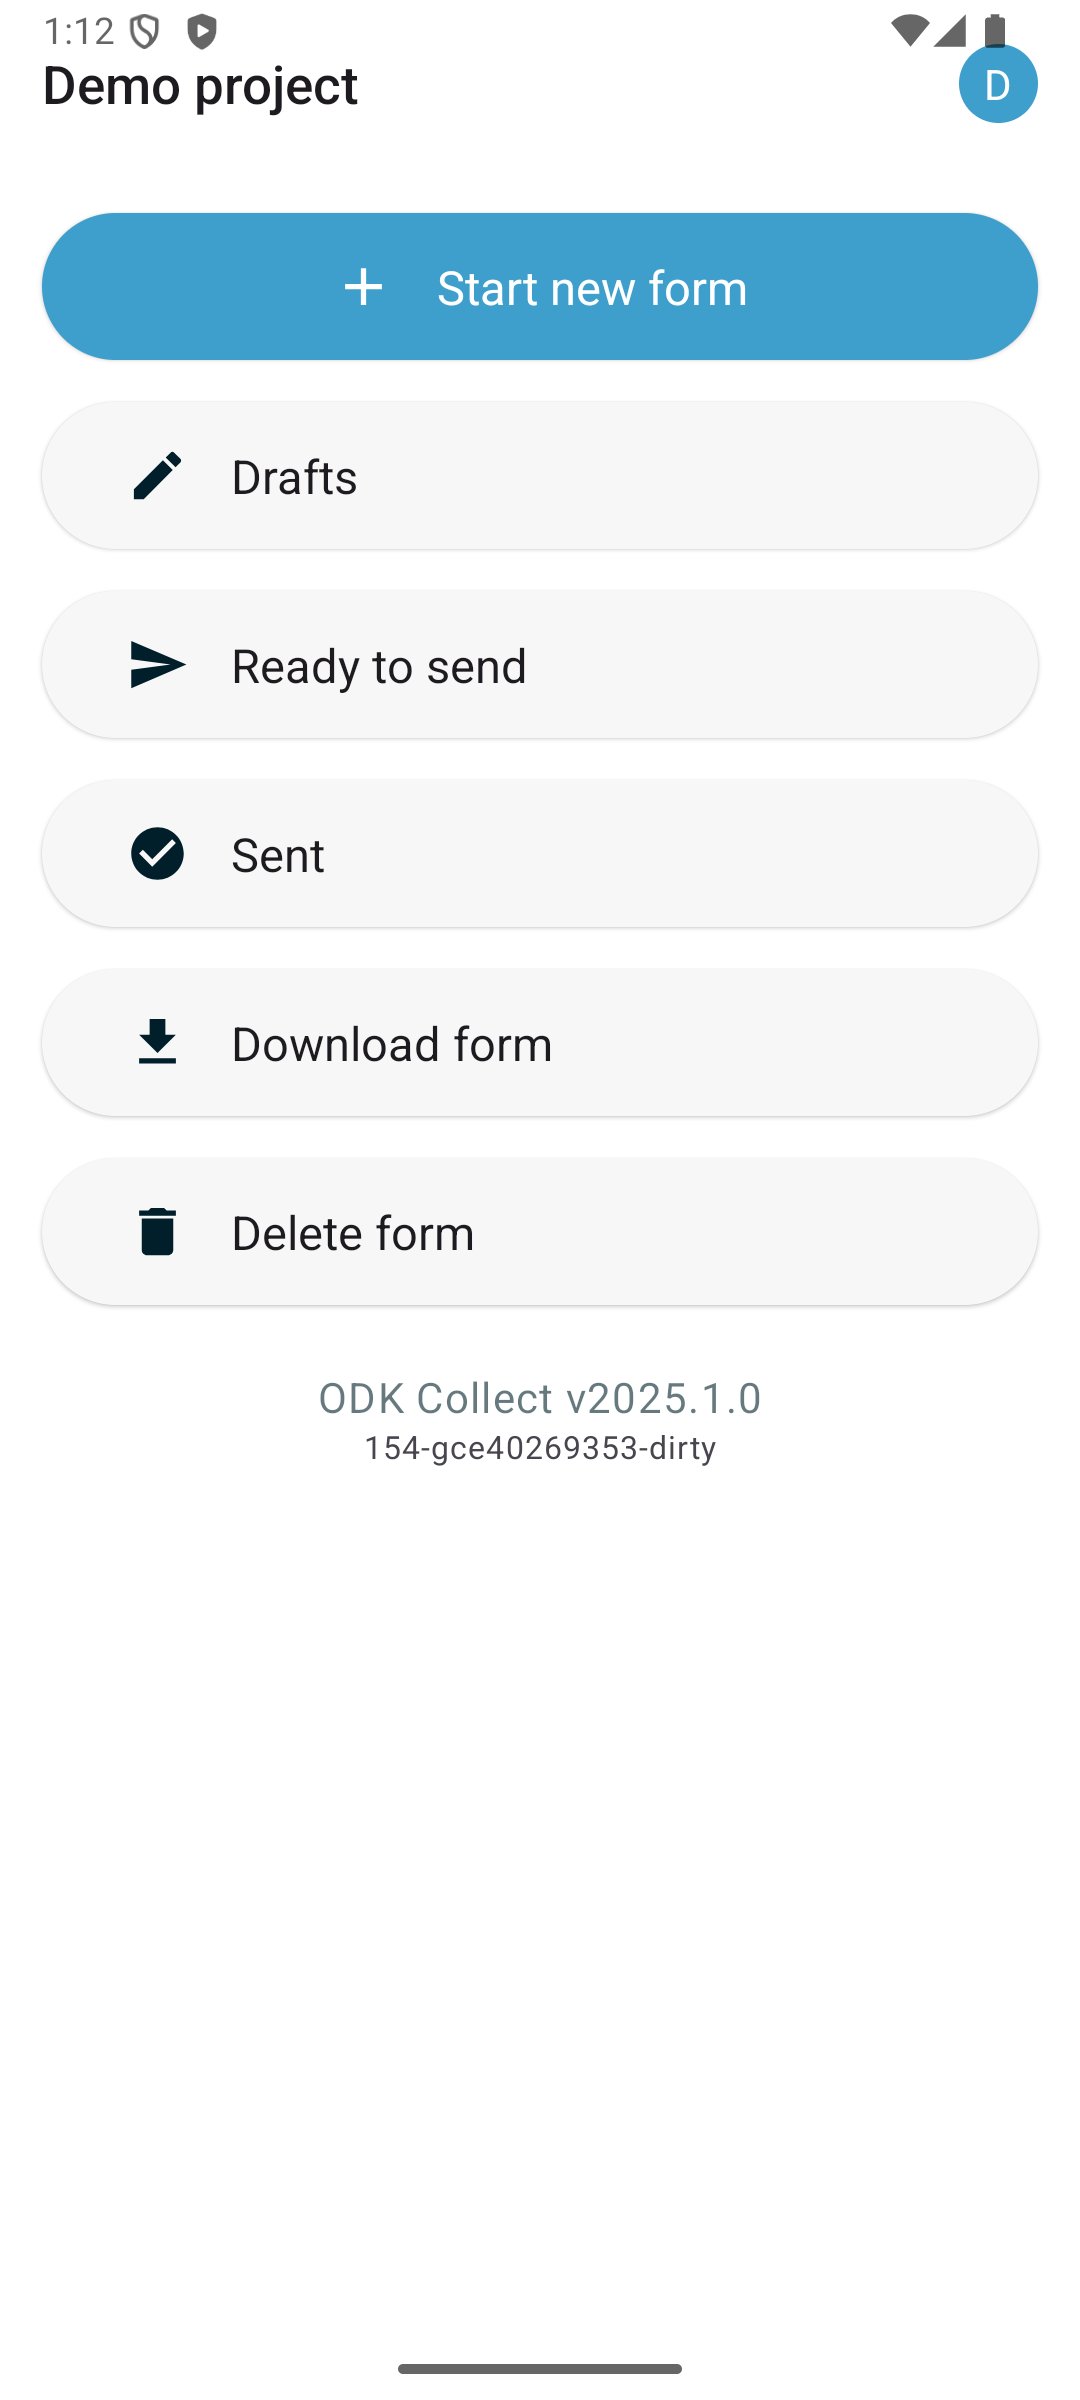 1:12
Demo project
D
Start new form
Drafts
Ready to send
Sent
Download form
Delete form
ODK Collect v2025.1.0
154-gce40269353-dirty